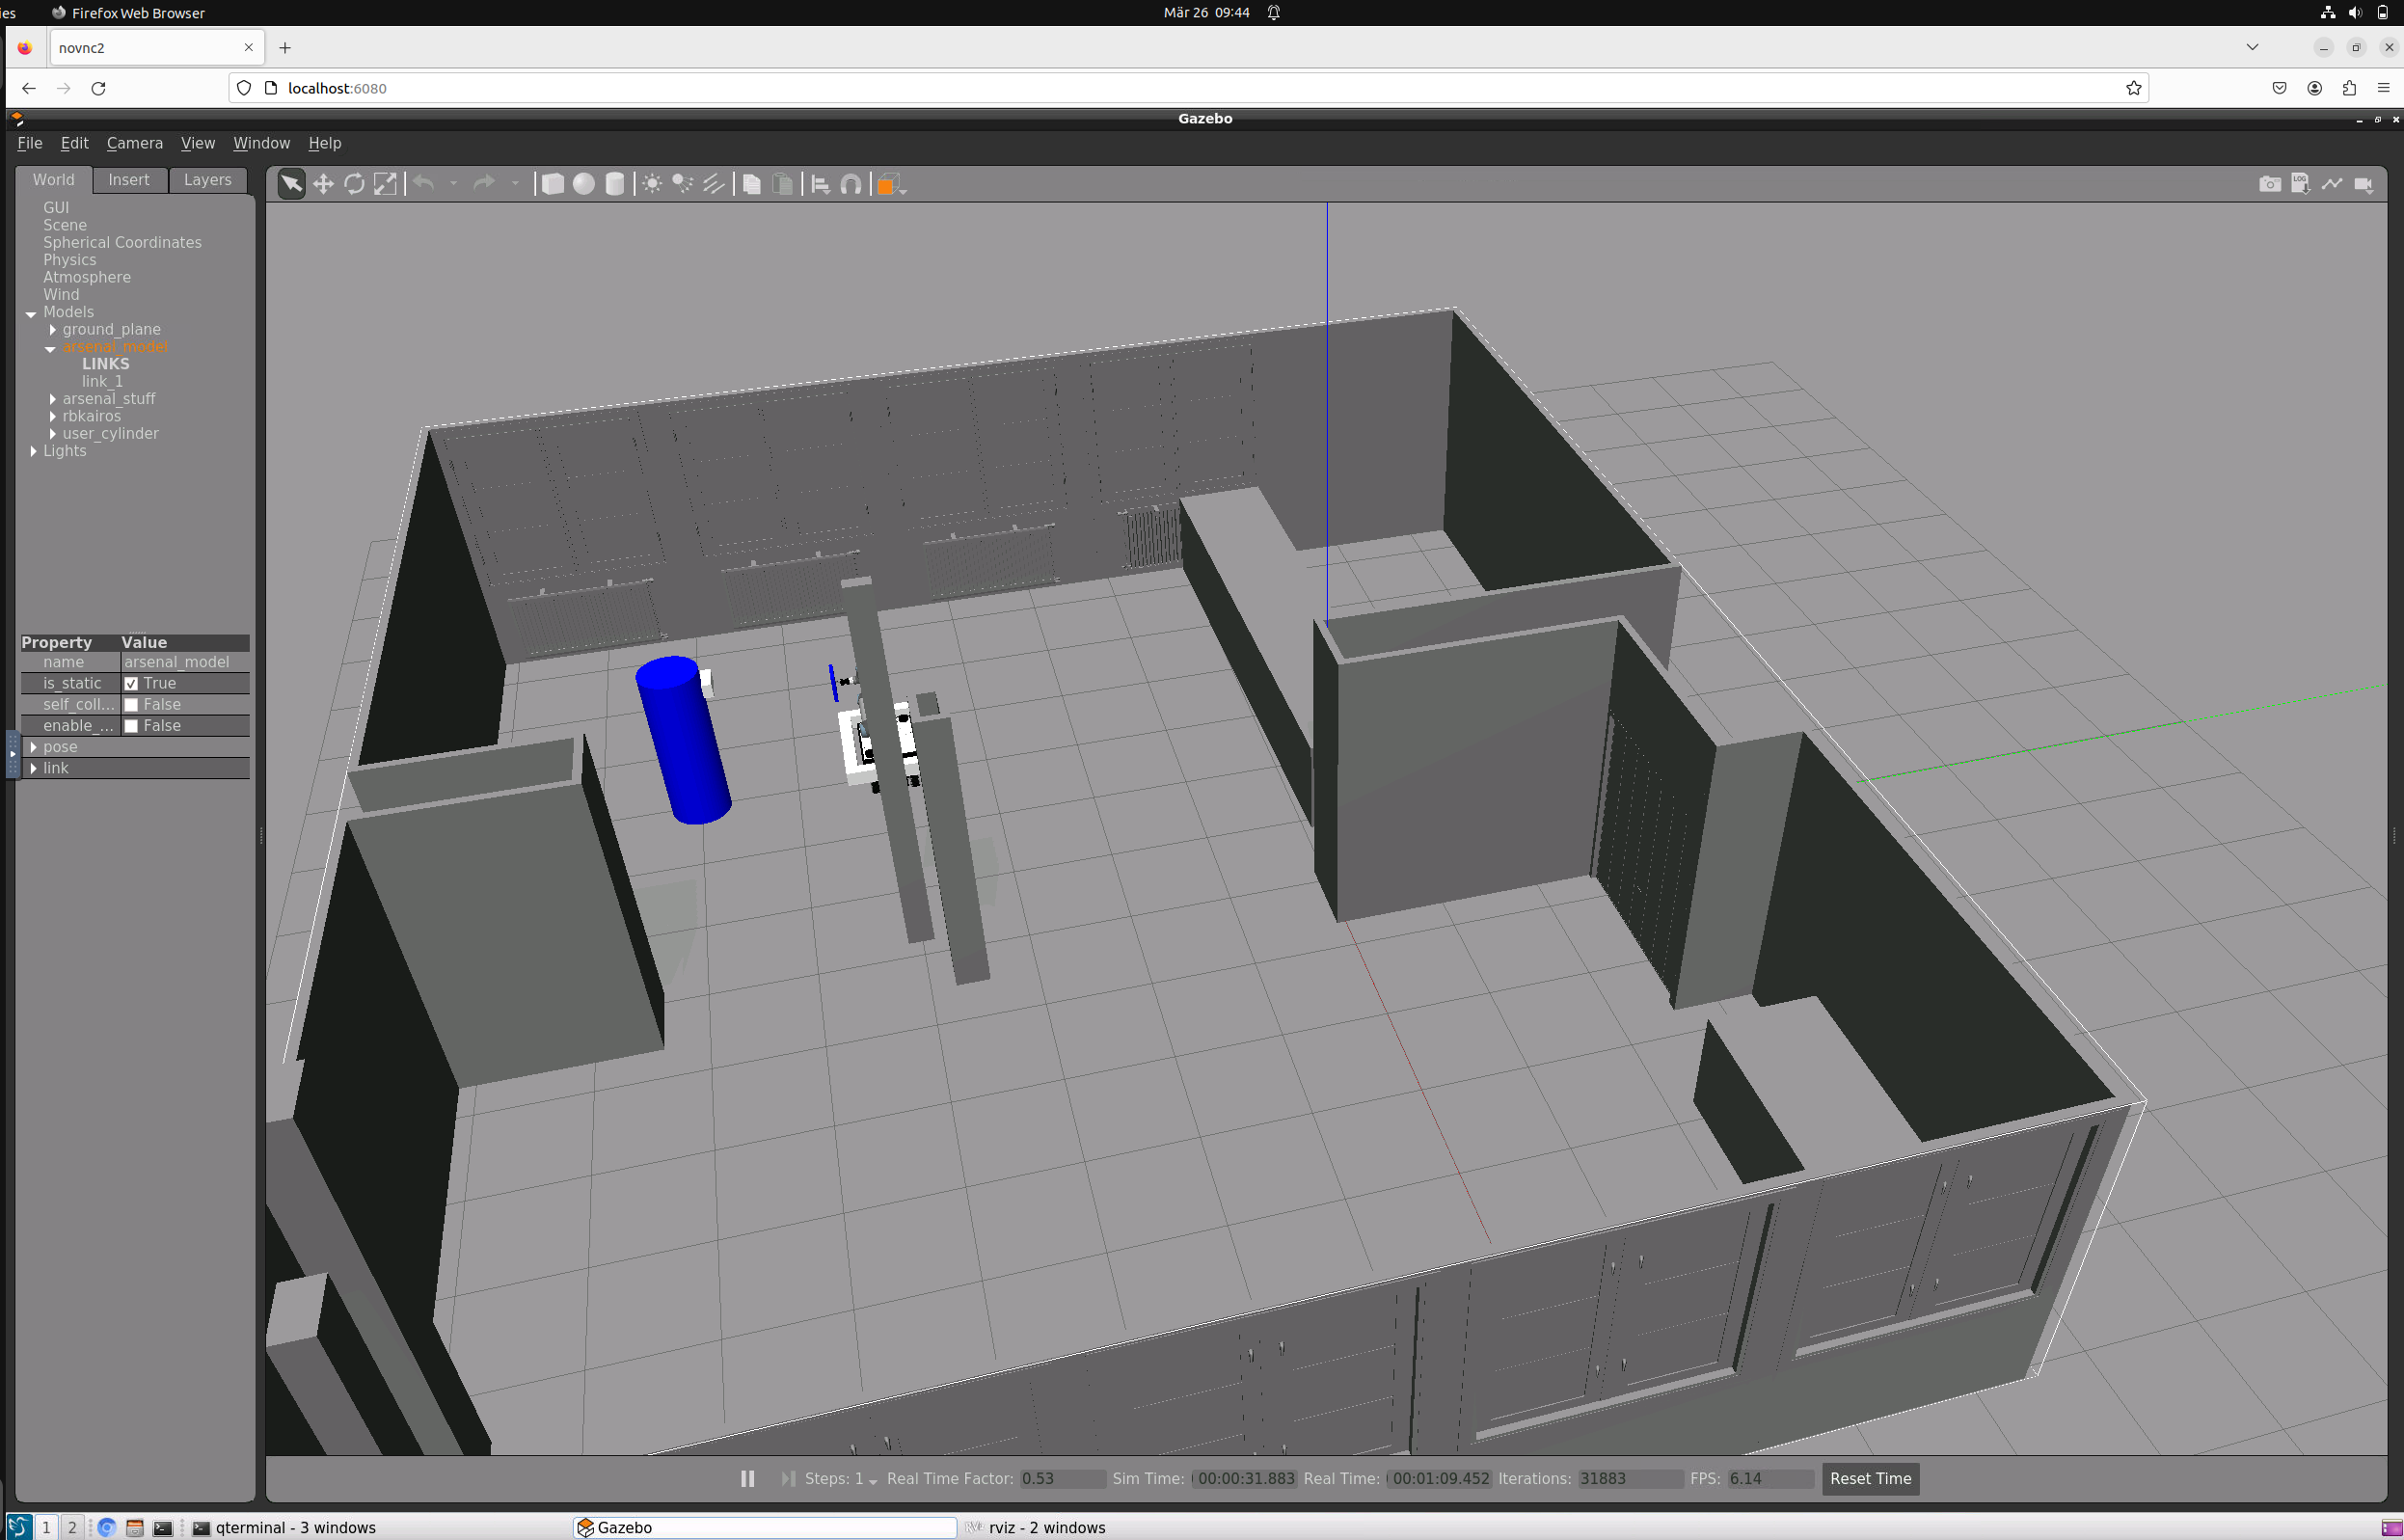 ies
Firefox Web Browser
Mär 26 09:44
novnc2
localhost:6080
Gazebo
File Edit Camera View Window Help
World Insert Layers
GUI
Scene
Spherical Coordinates
Physics
Atmosphere
Wind
Models
ground_plane
arsenal_model
LINKS
link_1
arsenal_stuff
rbkairos
user_cylinder
Lights
Property Value
name arsenal_model
is_static True
self_coll... False
enable_... False
pose
link
LOG
Steps: 1 Real Time Factor: 0.53 Sim Time: 00:00:31.883 Real Time: 00:01:09.452 Iterations: 31883 FPS: 6.14 Reset Time
1 2 qterminal - 3 windows Gazebo rviz - 2 windows